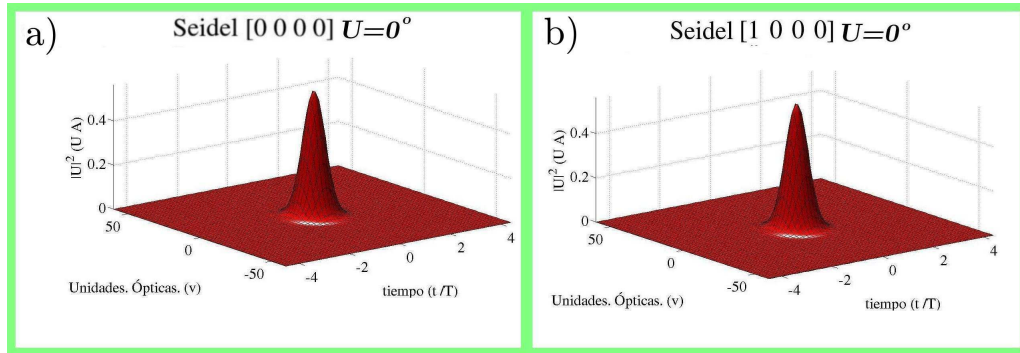 a) Seidel [0 0 0 0] U=0º
|U|² (U A)
0.4
0.2
0
50
0
-50
Unidades. Ópticas. (v)
-4
-2
0
2
4
tiempo (t /T)
b) Seidel [1 0 0 0] U=0º
|U|² (U A)
0.4
0.2
0
50
0
-50
Unidades. Ópticas. (v)
-4
-2
0
2
4
tiempo (t /T)